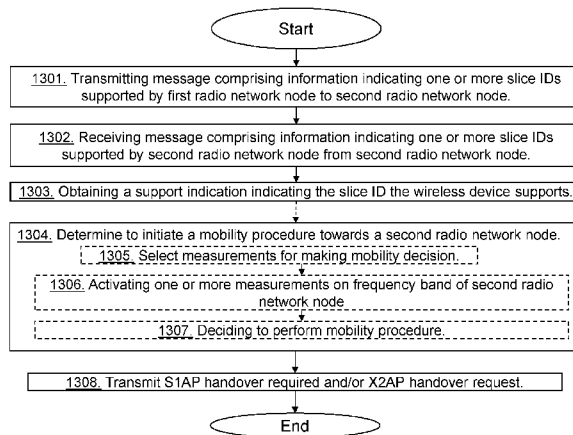 Start
1301. Transmitting message comprising information indicating one or more slice IDs
supported by first radio network node to second radio network node.
1302. Receiving message comprising information indicating one or more slice IDs
supported by second radio network node from second radio network node.
1303. Obtaining a support indication indicating the slice ID the wireless device supports.
1304. Determine to initiate a mobility procedure towards a second radio network node.
1305. Select measurements for making mobility decision.
1306. Activating one or more measurements on frequency band of second radio
network node
1307. Deciding to perform mobility procedure.
1308. Transmit S1AP handover required and/or X2AP handover request.
End